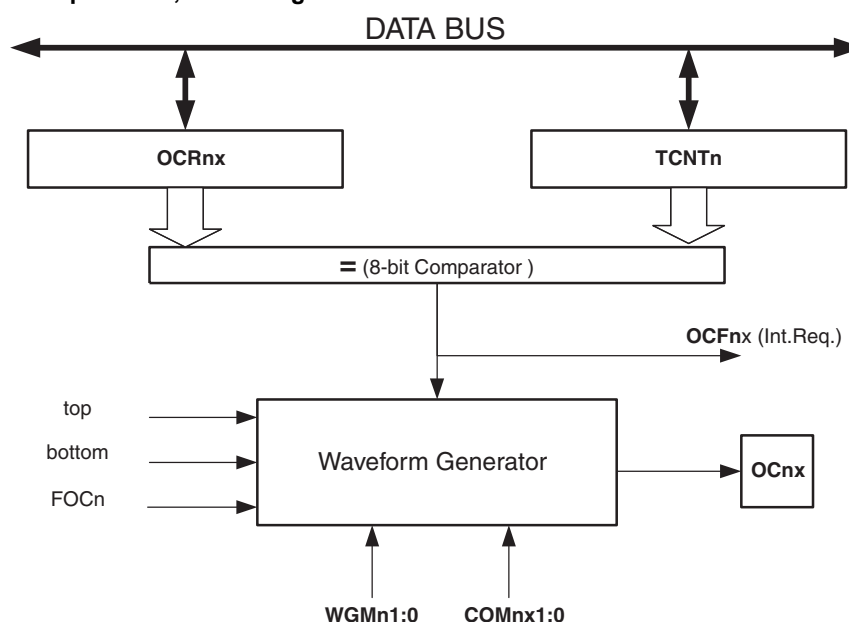 DATA BUS
OCRnx
TCNTn
= (8-bit Comparator )
OCFnx (Int.Req.)
top
bottom
FOCn
Waveform Generator
OCnx
WGMn1:0
COMnx1:0